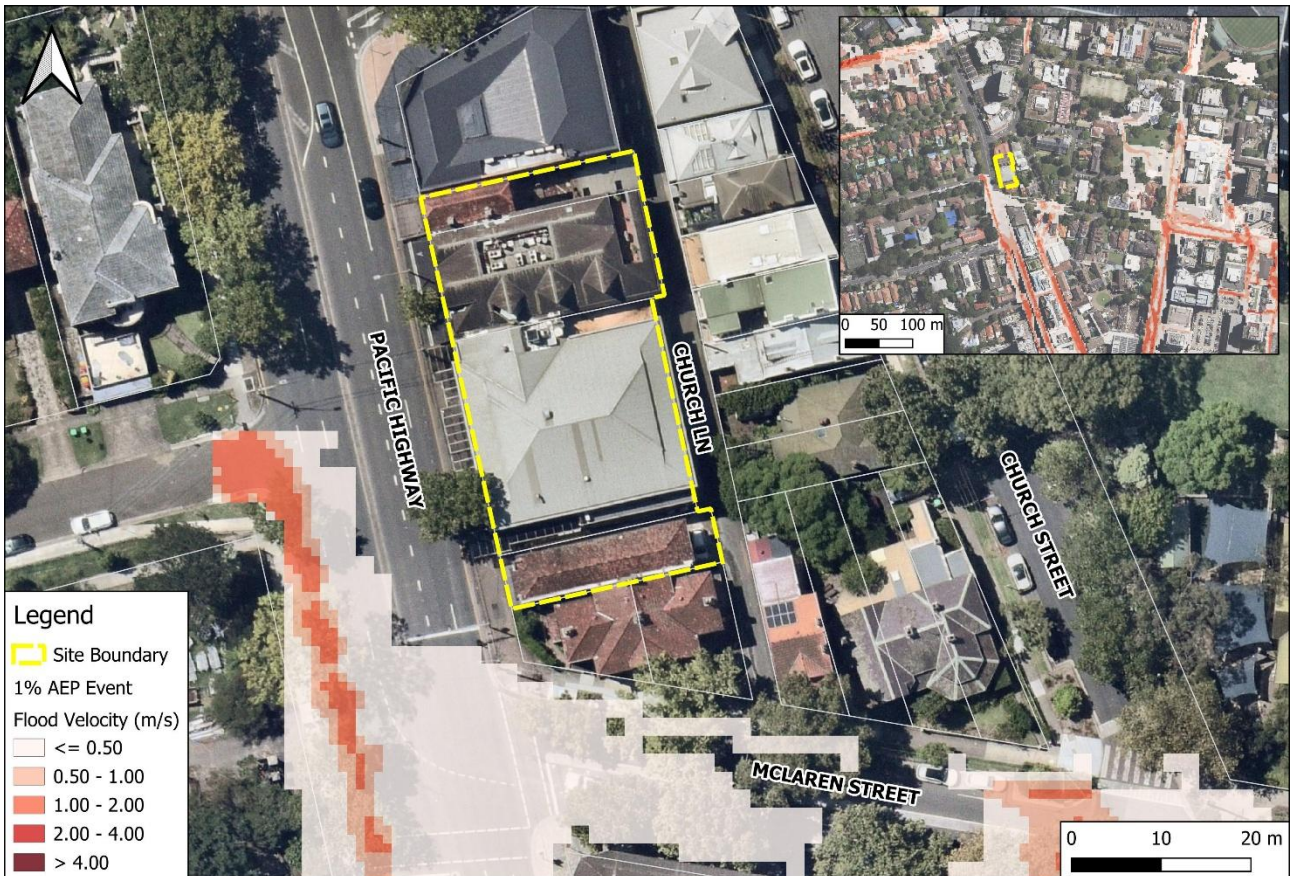 0 50 100 m
PACIFIC HIGHWAY
CHURCH LN
CHURCH STREET
MCLAREN STREET
Legend
Site Boundary
1% AEP Event
Flood Velocity (m/s)
<= 0.50
0.50 - 1.00
1.00 - 2.00
2.00 - 4.00
> 4.00
0 10 20 m